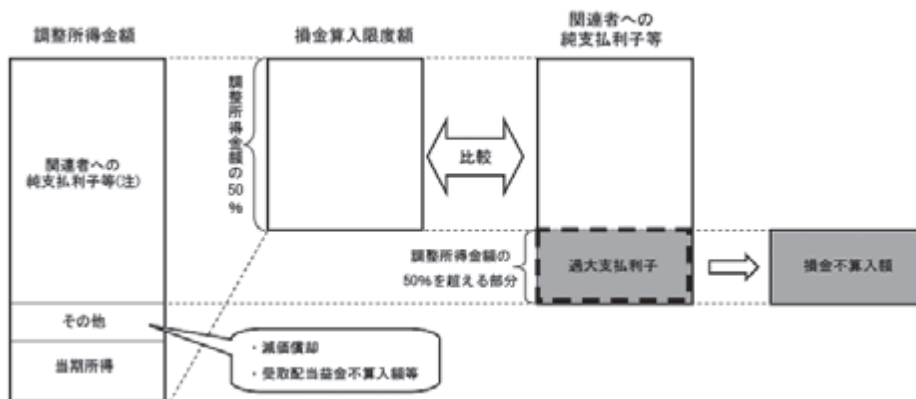 調整所得金額
損金算入限度額
関連者への
純支払利子等
関連者への
純支払利子等(注)
調整所得金額の50%
比較
調整所得金額の
50%を超える部分
過大支払利子
損金不算入額
その他
当期所得
・減価償却
・受取配当益金不算入額等